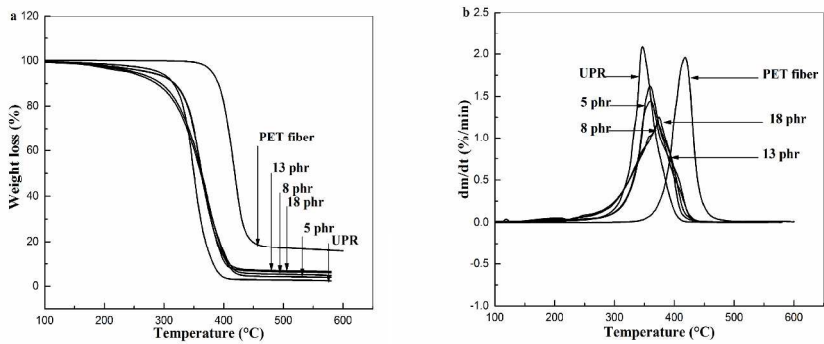 a
120
100
80
60
40
20
0
Weight loss (%)
PET fiber
13 phr
8 phr
18 phr
5 phr
UPR
100 200 300 400 500 600
Temperature (°C)
b
2.5
2.0
1.5
1.0
0.5
0.0
-0.5
-1.0
dm/dt (%/min)
UPR
PET fiber
5 phr
8 phr
18 phr
13 phr
100 200 300 400 500 600
Temperature (°C)